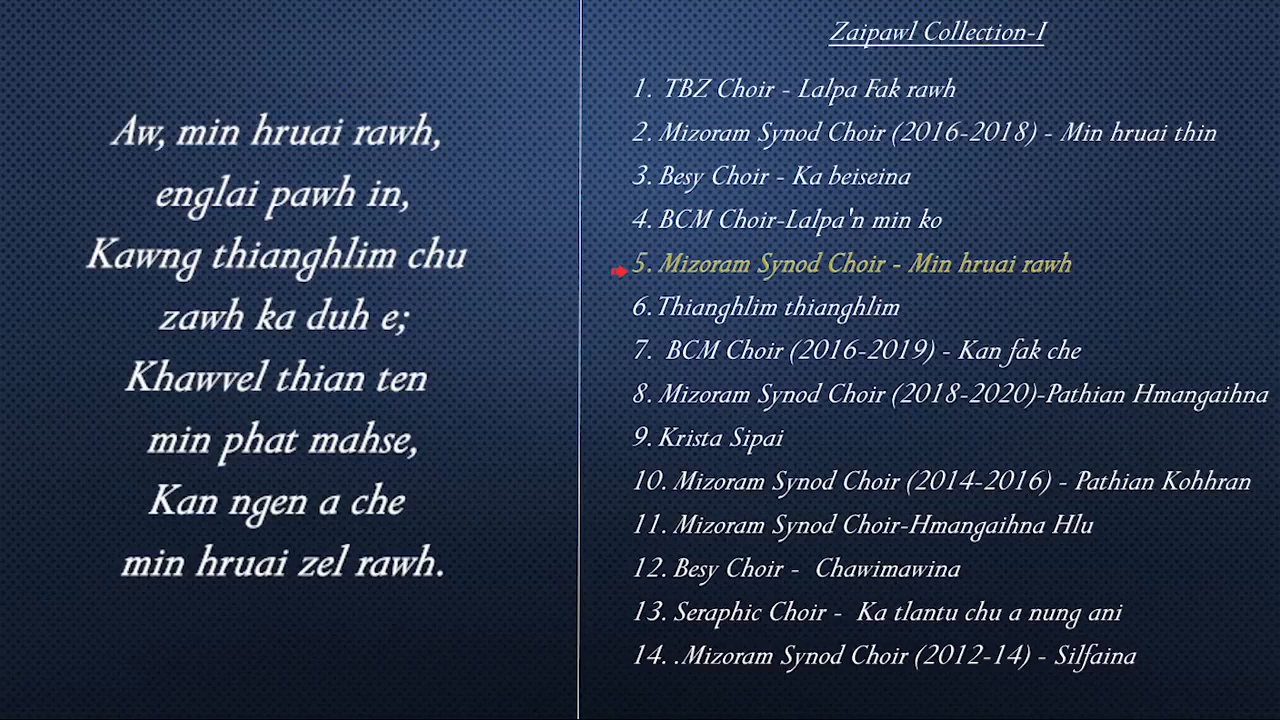 Aw, min hruai rawh,
englai pawh in,
Kawng thianghlim chu
zawh ka duh e;
Khawvel thian ten
min phat mahse,
Kan ngen a che
min hruai zel rawh.
Zaipawl Collection-I
1. TBZ Choir - Lalpa Fak rawh
2. Mizoram Synod Choir (2016-2018) - Min hruai thin
3. Besy Choir - Ka beiseina
4. BCM Choir-Lalpa'n min ko
5. Mizoram Synod Choir - Min hruai rawh
6. Thianghlim thianghlim
7. BCM Choir (2016-2019) - Kan fak che
8. Mizoram Synod Choir (2018-2020)-Pathian Hmangaihna
9. Krista Sipai
10. Mizoram Synod Choir (2014-2016) - Pathian Kohhran
11. Mizoram Synod Choir-Hmangaihna Hlu
12. Besy Choir - Chawimawina
13. Seraphic Choir - Ka tlantu chu a nung ani
14. .Mizoram Synod Choir (2012-14) - Silfaina